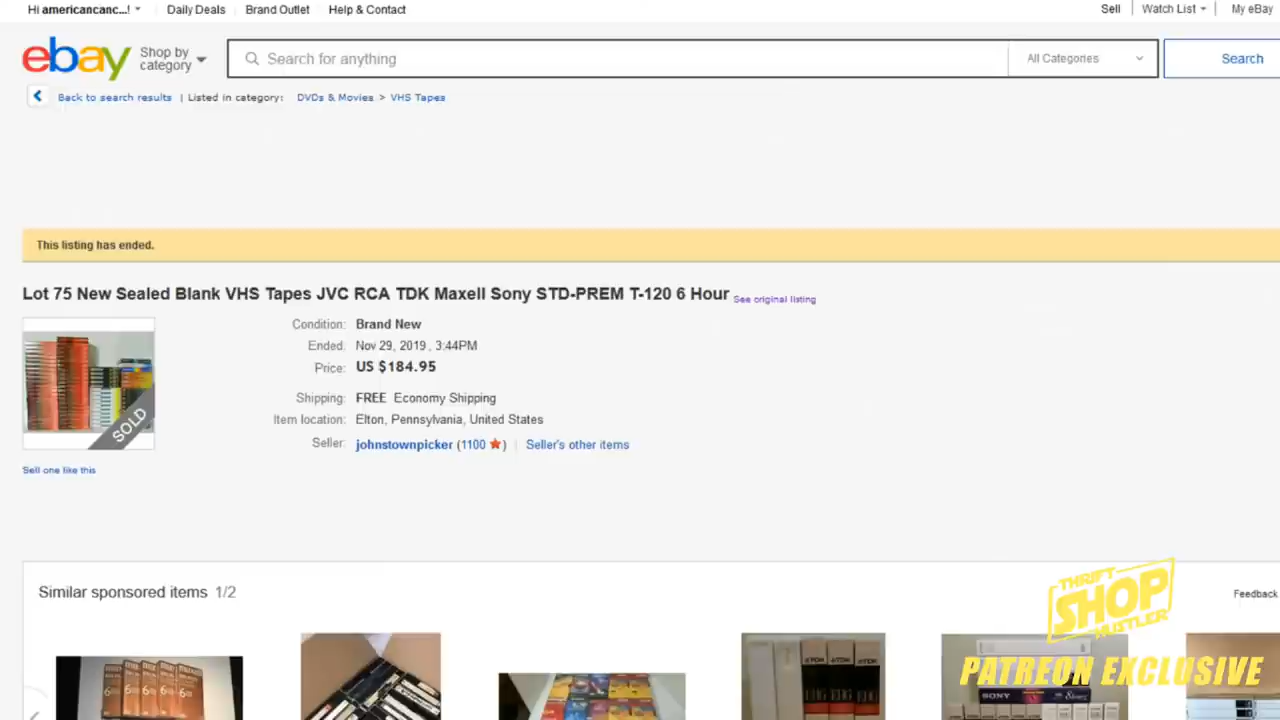 Hi americancanc...!
Daily Deals
Brand Outlet
Help & Contact
Sell
Watch List
My eBay
ebay
Shop by
category
Search for anything
All Categories
Search
Back to search results | Listed in category: DVDs & Movies > VHS Tapes
This listing has ended.
Lot 75 New Sealed Blank VHS Tapes JVC RCA TDK Maxell Sony STD-PREM T-120 6 Hour See original listing
Condition: Brand New
Ended: Nov 29, 2019 , 3:44PM
Price: US $184.95
Shipping: FREE Economy Shipping
Item location: Elton, Pennsylvania, United States
Seller: johnstownpicker (1100 ) | Seller's other items
SOLD
Sell one like this
Similar sponsored items 1/2
Feedback
THRIFT
SHOP
HUSTLER
PATREON EXCLUSIVE
TDK TDK TDK
SONY